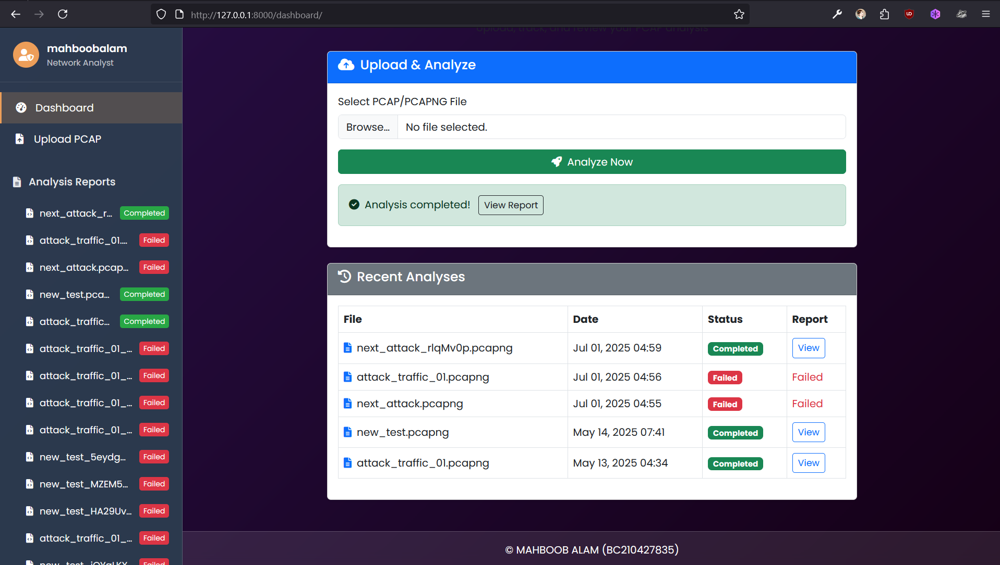 http://127.0.0.1:8000/dashboard/
mahboobalam
Network Analyst
Dashboard
Upload PCAP
Analysis Reports
next_attack_r... Completed
attack_traffic_01.... Failed
next_attack.pcap... Failed
new_test.pca... Completed
attack_traffic... Completed
attack_traffic_01_... Failed
attack_traffic_01_... Failed
attack_traffic_01_... Failed
attack_traffic_01_... Failed
new_test_5eydg... Failed
new_test_MZEM5... Failed
new_test_HA29Uv... Failed
attack_traffic_01_... Failed
Failed
Upload, track, and review your PCAP analysis
Upload & Analyze
Select PCAP/PCAPNG File
Browse... No file selected.
Analyze Now
Analysis completed! View Report
Recent Analyses
File Date Status Report
next_attack_rlqMv0p.pcapng Jul 01, 2025 04:59 Completed View
attack_traffic_01.pcapng Jul 01, 2025 04:56 Failed Failed
next_attack.pcapng Jul 01, 2025 04:55 Failed Failed
new_test.pcapng May 14, 2025 07:41 Completed View
attack_traffic_01.pcapng May 13, 2025 04:34 Completed View
© MAHBOOB ALAM (BC210427835)